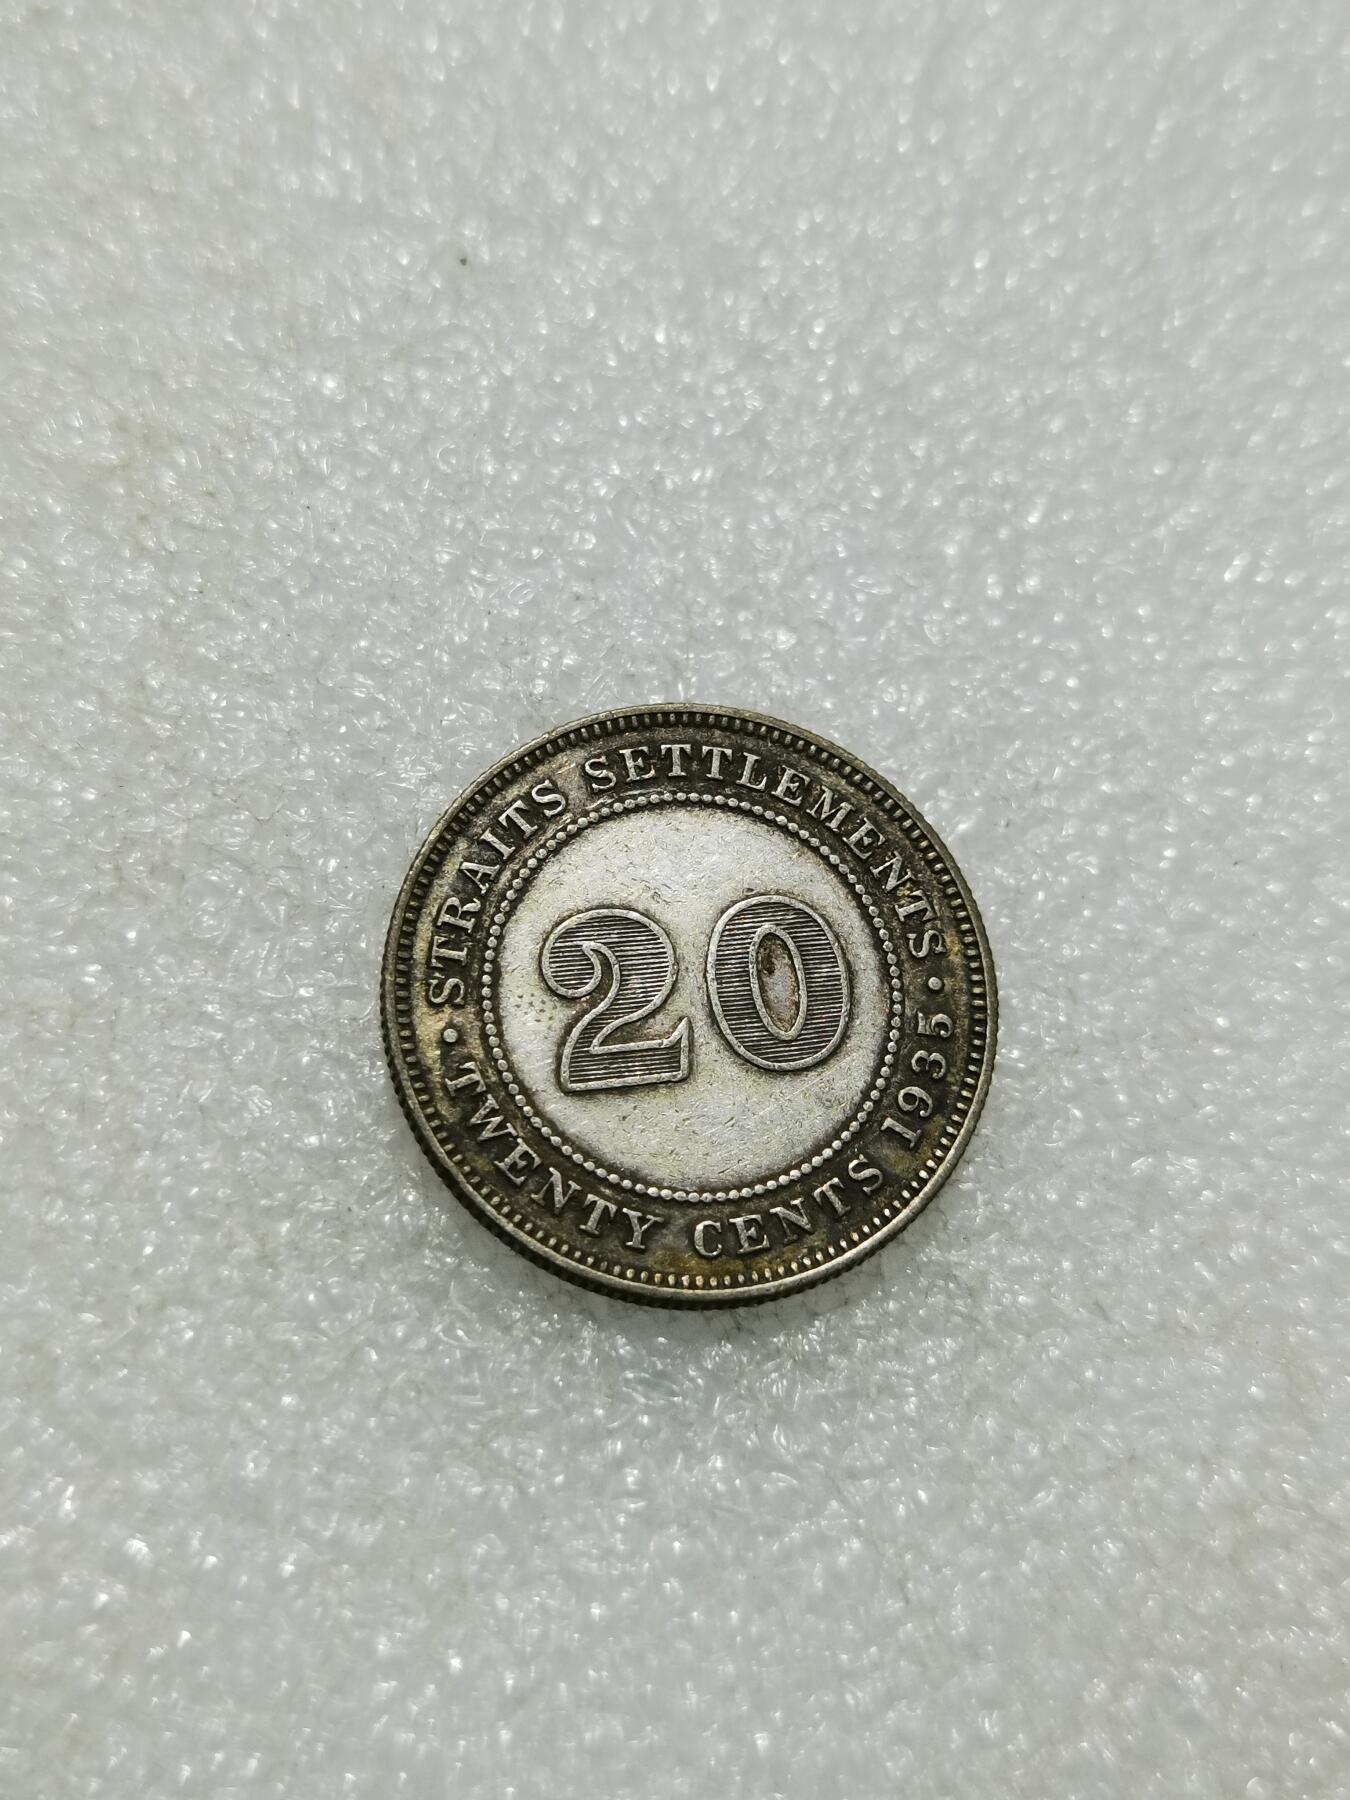 · STRAITS SETTLEMENTS ·
20
TWENTY CENTS 1935